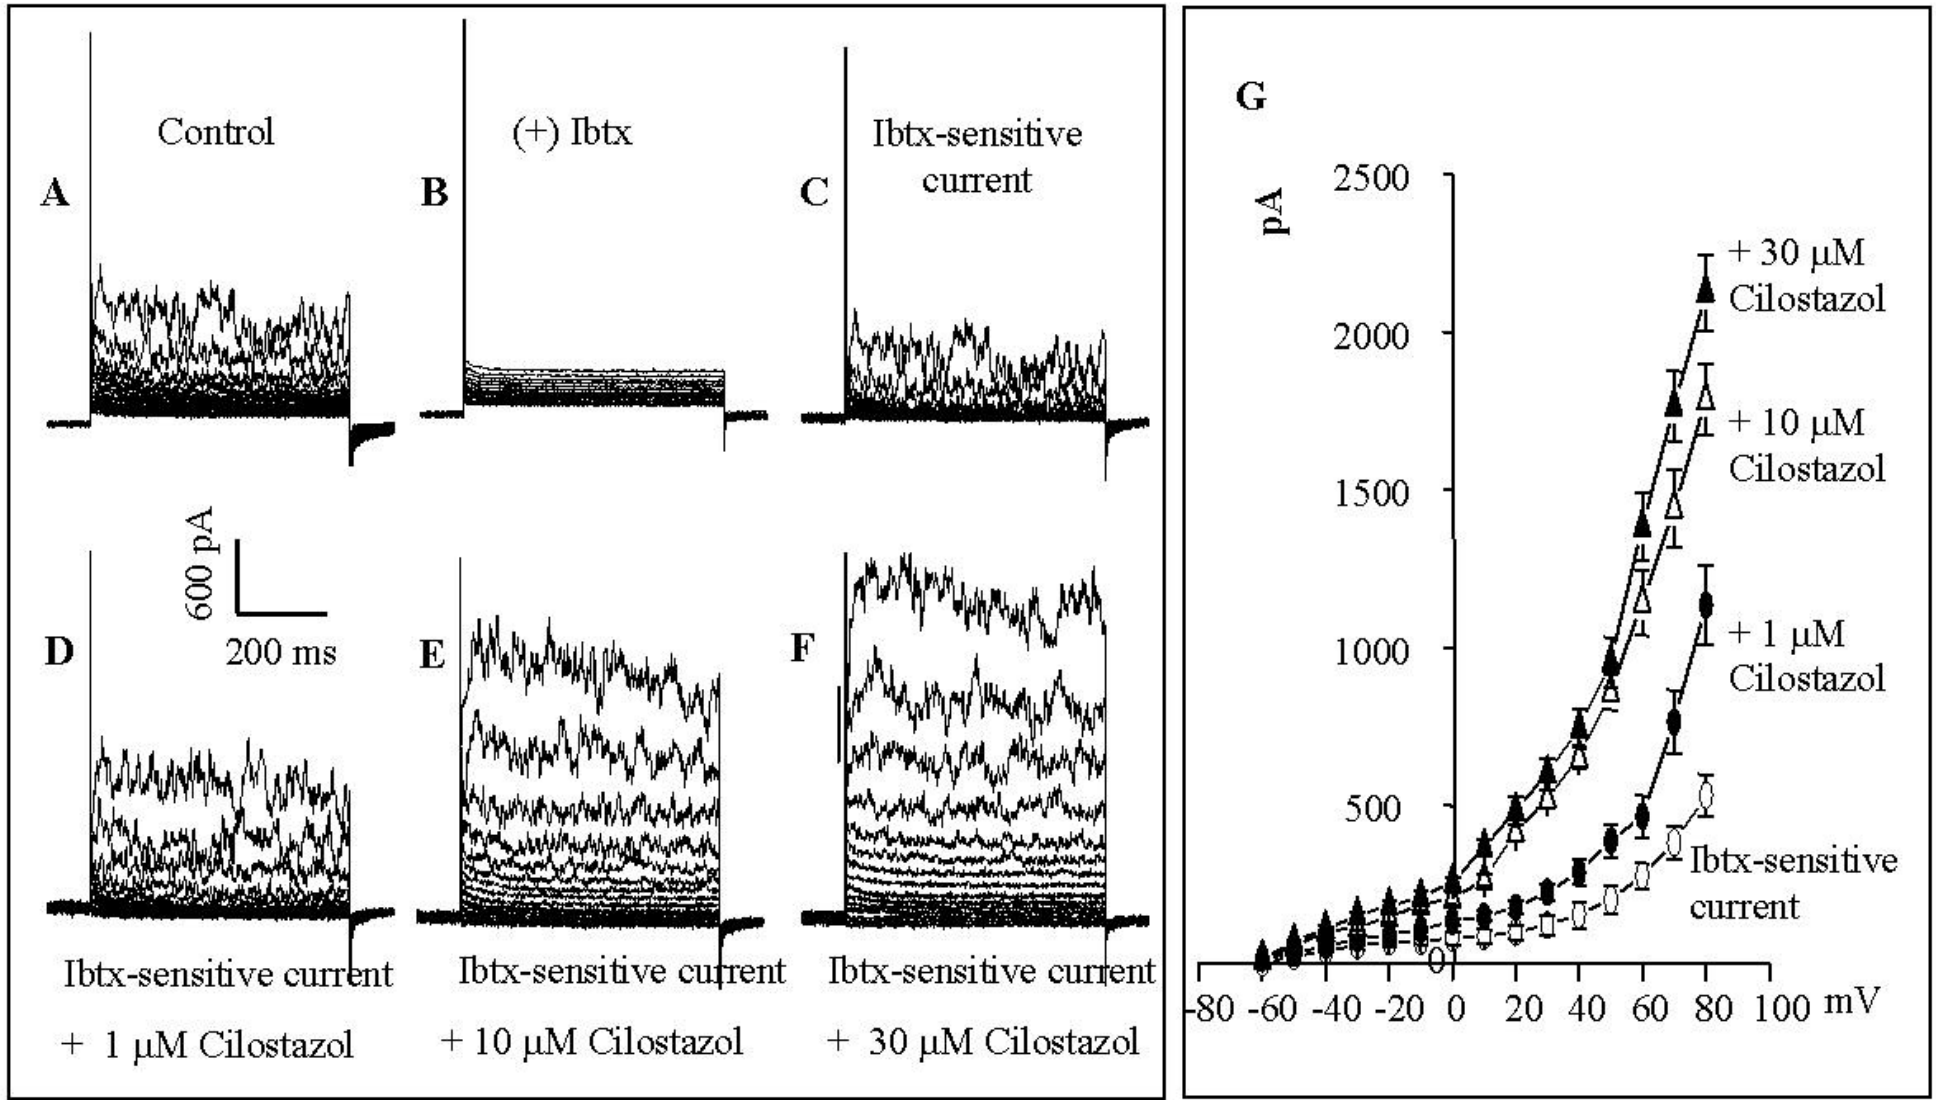 A
Control
B
(+) Ibtx
C
Ibtx-sensitive
current
D
600 pA
200 ms
E
F
Ibtx-sensitive current
+ 1 μM Cilostazol
Ibtx-sensitive current
+ 10 μM Cilostazol
Ibtx-sensitive current
+ 30 μM Cilostazol
G
pA
2500
2000
1500
1000
500
0
-80 -60 -40 -20 0 20 40 60 80 100 mV
+ 30 μM
Cilostazol
+ 10 μM
Cilostazol
+ 1 μM
Cilostazol
Ibtx-sensitive
current